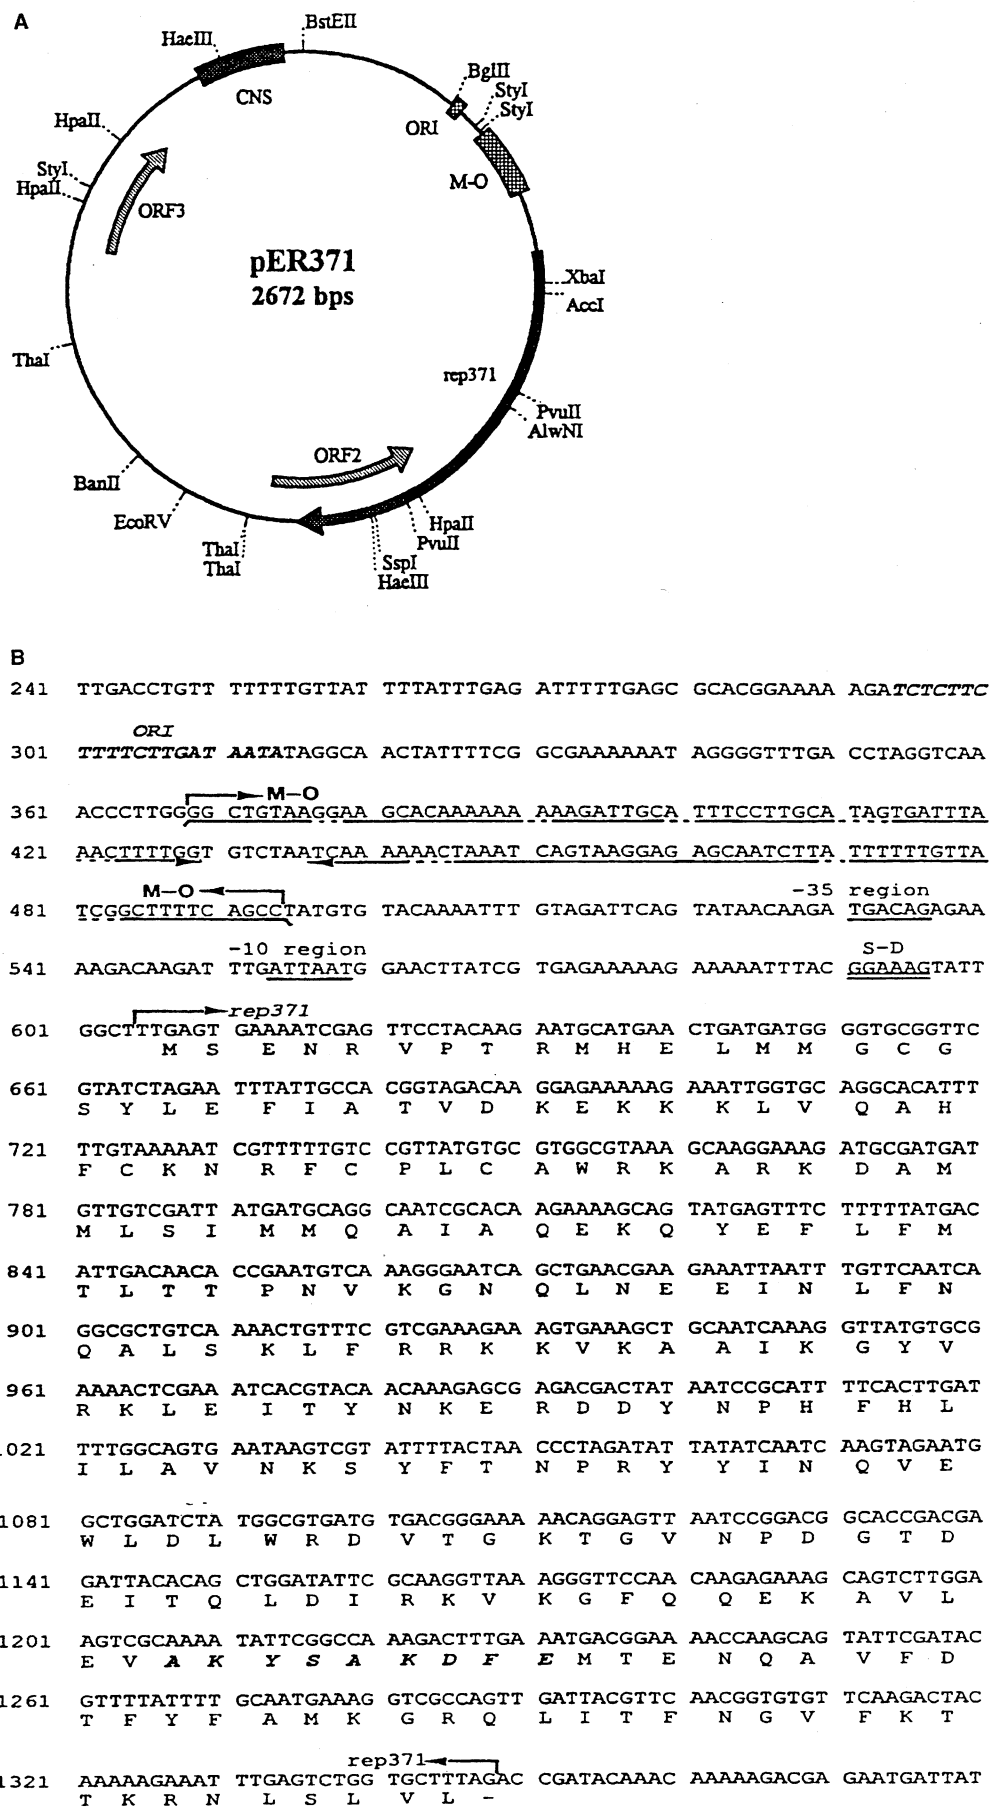 A
BstEII
HaeIII
CNS
BglII
StyI
StyI
ORI
HpaII
M-O
StyI
HpaII
ORF3
pER371
2672 bps
XbaI
AccI
ThaI
rep371
PvuII
AlwNI
ORF2
BanII
EcoRV
HpaII
PvuII
ThaI
ThaI
SspI
HaeIII
B
241 TTGACCTGTT TTTTTGTTAT TTTATTTGAG ATTTTTGAGC GCACGGAAAA AGATCTCTTC
ORI
301 TTTTCTTGAT AATATAGGCA ACTATTTTCG GCGAAAAAAT AGGGGTTTGA CCTAGGTCAA
M-O
361 ACCCTTGGGG CTGTAAGGAA GCACAAAAAA AAAGATTGCA TTTCCTTGCA TAGTGATTTA
421 AACTTTTGGT GTCTAATCAA AAAACTAAAT CAGTAAGGAG AGCAATCTTA TTTTTTGTTA
M-O -35 region
481 TCGGCTTTTC AGCCTATGTG TACAAAATTT GTAGATTCAG TATAACAAGA TGACAGAGAA
-10 region S-D
541 AAGACAAGAT TTGATTAATG GAACTTATCG TGAGAAAAAG AAAAATTTAC GGAAAGTATT
rep371
601 GGCTTTGAGT GAAAATCGAG TTCCTACAAG AATGCATGAA CTGATGATGG GGTGCGGTTC
M S E N R V P T R M H E L M M G C G
661 GTATCTAGAA TTTATTGCCA CGGTAGACAA GGAGAAAAAG AAATTGGTGC AGGCACATTT
S Y L E F I A T V D K E K K K L V Q A H
721 TTGTAAAAAT CGTTTTTGTC CGTTATGTGC GTGGCGTAAA GCAAGGAAAG ATGCGATGAT
F C K N R F C P L C A W R K A R K D A M
781 GTTGTCGATT ATGATGCAGG CAATCGCACA AGAAAAGCAG TATGAGTTTC TTTTTATGAC
M L S I M M Q A I A Q E K Q Y E F L F M
841 ATTGACAACA CCGAATGTCA AAGGGAATCA GCTGAACGAA GAAATTAATT TGTTCAATCA
T L T T P N V K G N Q L N E E I N L F N
901 GGCGCTGTCA AAACTGTTTC GTCGAAAGAA AGTGAAAGCT GCAATCAAAG GTTATGTGCG
Q A L S K L F R R K K V K A A I K G Y V
961 AAAACTCGAA ATCACGTACA ACAAAGAGCG AGACGACTAT AATCCGCATT TTCACTTGAT
R K L E I T Y N K E R D D Y N P H F H L
1021 TTTGGCAGTG AATAAGTCGT ATTTTACTAA CCCTAGATAT TATATCAATC AAGTAGAATG
I L A V N K S Y F T N P R Y Y I N Q V E
1081 GCTGGATCTA TGGCGTGATG TGACGGGAAA AACAGGAGTT AATCCGGACG GCACCGACGA
W L D L W R D V T G K T G V N P D G T D
1141 GATTACACAG CTGGATATTC GCAAGGTTAA AGGGTTCCAA CAAGAGAAAG CAGTCTTGGA
E I T Q L D I R K V K G F Q Q E K A V L
1201 AGTCGCAAAA TATTCGGCCA AAGACTTTGA AATGACGGAA AACCAAGCAG TATTCGATAC
E V A K Y S A K D F E M T E N Q A V F D
1261 GTTTTATTTT GCAATGAAAG GTCGCCAGTT GATTACGTTC AACGGTGTGT TCAAGACTAC
T F Y F A M K G R Q L I T F N G V F K T
rep371
1321 AAAAAGAAAT TTGAGTCTGG TGCTTTAGAC CGATACAAAC AAAAAGACGA GAATGATTAT
T K R N L S L V L -